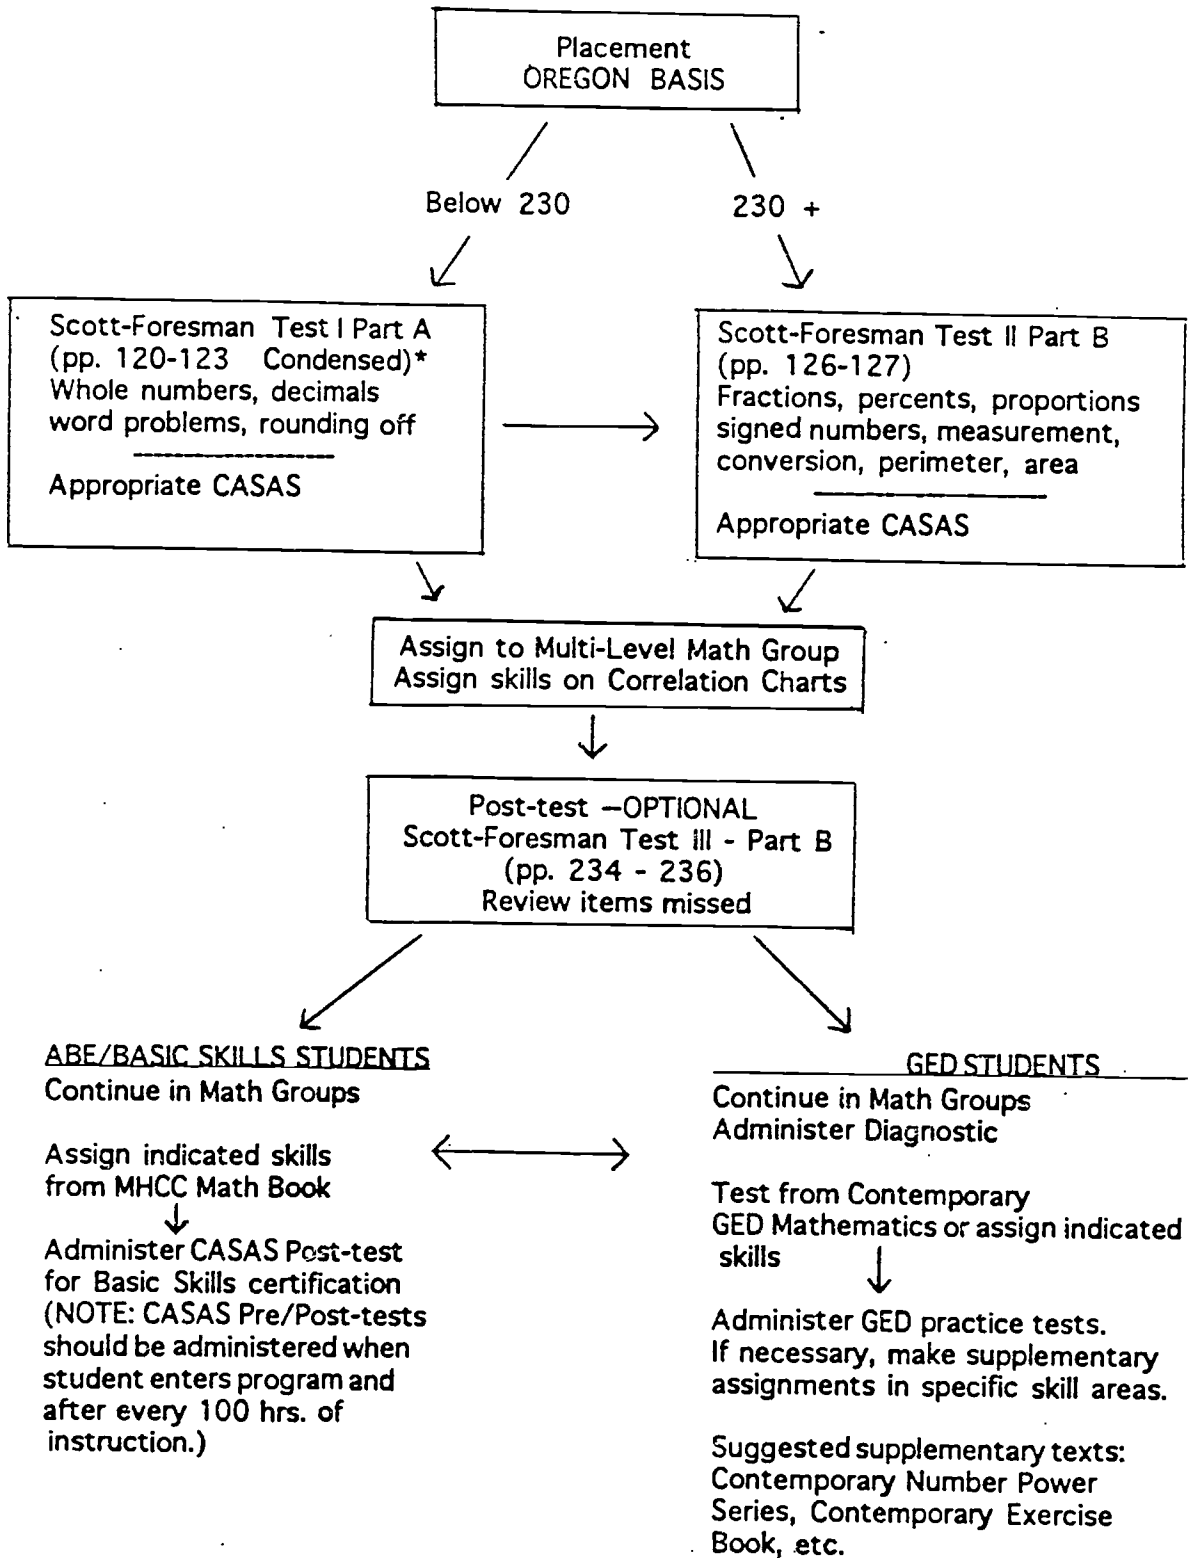 Placement
OREGON BASIS
Below 230
230 +
Scott-Foresman Test I Part A
(pp. 120-123 Condensed)*
Whole numbers, decimals
word problems, rounding off
Appropriate CASAS
Scott-Foresman Test II Part B
(pp. 126-127)
Fractions, percents, proportions
signed numbers, measurement,
conversion, perimeter, area
Appropriate CASAS
Assign to Multi-Level Math Group
Assign skills on Correlation Charts
Post-test —OPTIONAL
Scott-Foresman Test III - Part B
(pp. 234 - 236)
Review items missed
ABE/BASIC SKILLS STUDENTS
Continue in Math Groups
Assign indicated skills
from MHCC Math Book
Administer CASAS Post-test
for Basic Skills certification
(NOTE: CASAS Pre/Post-tests
should be administered when
student enters program and
after every 100 hrs. of
instruction.)
GED STUDENTS
Continue in Math Groups
Administer Diagnostic
Test from Contemporary
GED Mathematics or assign indicated
skills
Administer GED practice tests.
If necessary, make supplementary
assignments in specific skill areas.
Suggested supplementary texts:
Contemporary Number Power
Series, Contemporary Exercise
Book, etc.